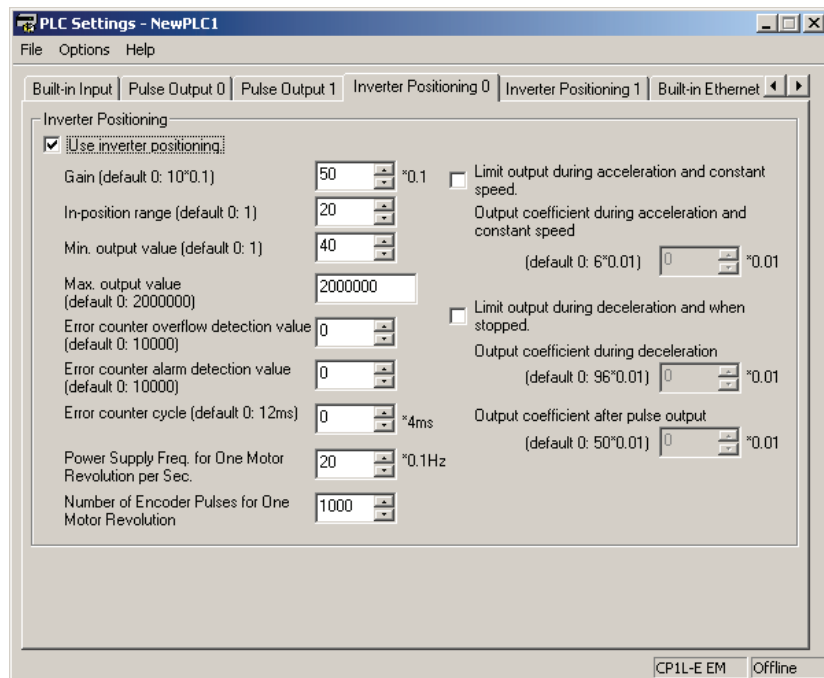 PLC Settings - NewPLC1
File Options Help
Built-in Input Pulse Output 0 Pulse Output 1 Inverter Positioning 0 Inverter Positioning 1 Built-in Ethernet
Inverter Positioning
Use inverter positioning.
Gain (default 0: 10*0.1) 50 *0.1
In-position range (default 0: 1) 20
Min. output value (default 0: 1) 40
Max. output value
(default 0: 2000000) 2000000
Error counter overflow detection value
(default 0: 10000) 0
Error counter alarm detection value
(default 0: 10000) 0
Error counter cycle (default 0: 12ms) 0 *4ms
Power Supply Freq. for One Motor
Revolution per Sec. 20 *0.1Hz
Number of Encoder Pulses for One
Motor Revolution 1000
Limit output during acceleration and constant
speed.
Output coefficient during acceleration and
constant speed
(default 0: 6*0.01) 0 *0.01
Limit output during deceleration and when
stopped.
Output coefficient during deceleration
(default 0: 96*0.01) 0 *0.01
Output coefficient after pulse output
(default 0: 50*0.01) 0 *0.01
CP1L-E EM Offline